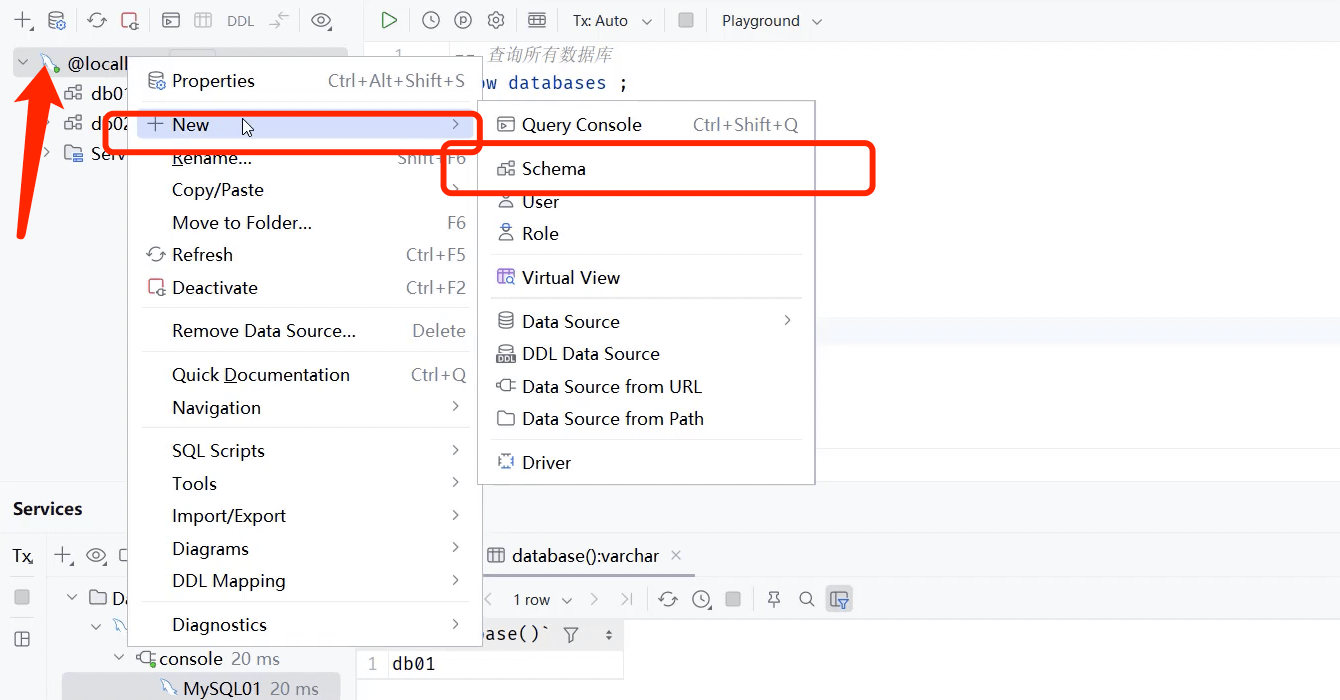 DDL
Tx: Auto
Playground
@locall
1
-- 查询所有数据库
ow databases ;
db01
db02
Serv
Properties Ctrl+Alt+Shift+S
New
Rename... Shift+F6
Copy/Paste
Move to Folder... F6
Refresh Ctrl+F5
Deactivate Ctrl+F2
Remove Data Source... Delete
Quick Documentation Ctrl+Q
Navigation
SQL Scripts
Tools
Import/Export
Diagrams
DDL Mapping
Diagnostics
Query Console Ctrl+Shift+Q
Schema
User
Role
Virtual View
Data Source
DDL Data Source
Data Source from URL
Data Source from Path
Driver
Services
Tx
Da
console 20 ms
MySQL01 20 ms
database():varchar
1 row
base()`
1 db01